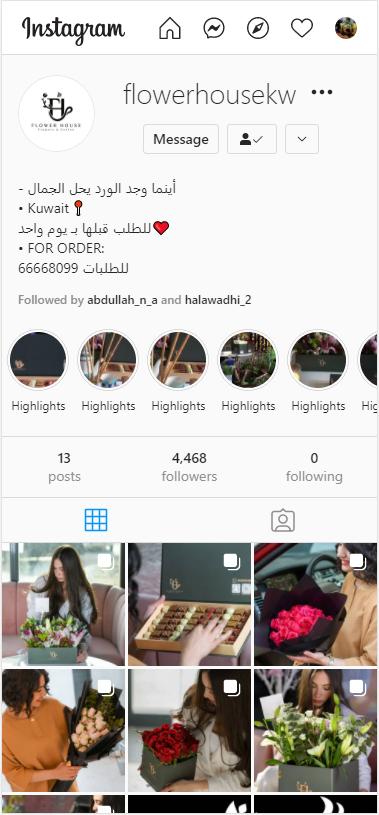 Instagram
flowerhousekw
FLOWER HOUSE
Flowers & Coffee
Message
- أينما وجد الورد يحل الجمال
• Kuwait
للطلب قبلها بـ يوم واحد
• FOR ORDER:
للطلبات 66668099
Followed by abdullah_n_a and halawadhi_2
Highlights Highlights Highlights Highlights Highlights Hig
13 4,468 0
posts followers following